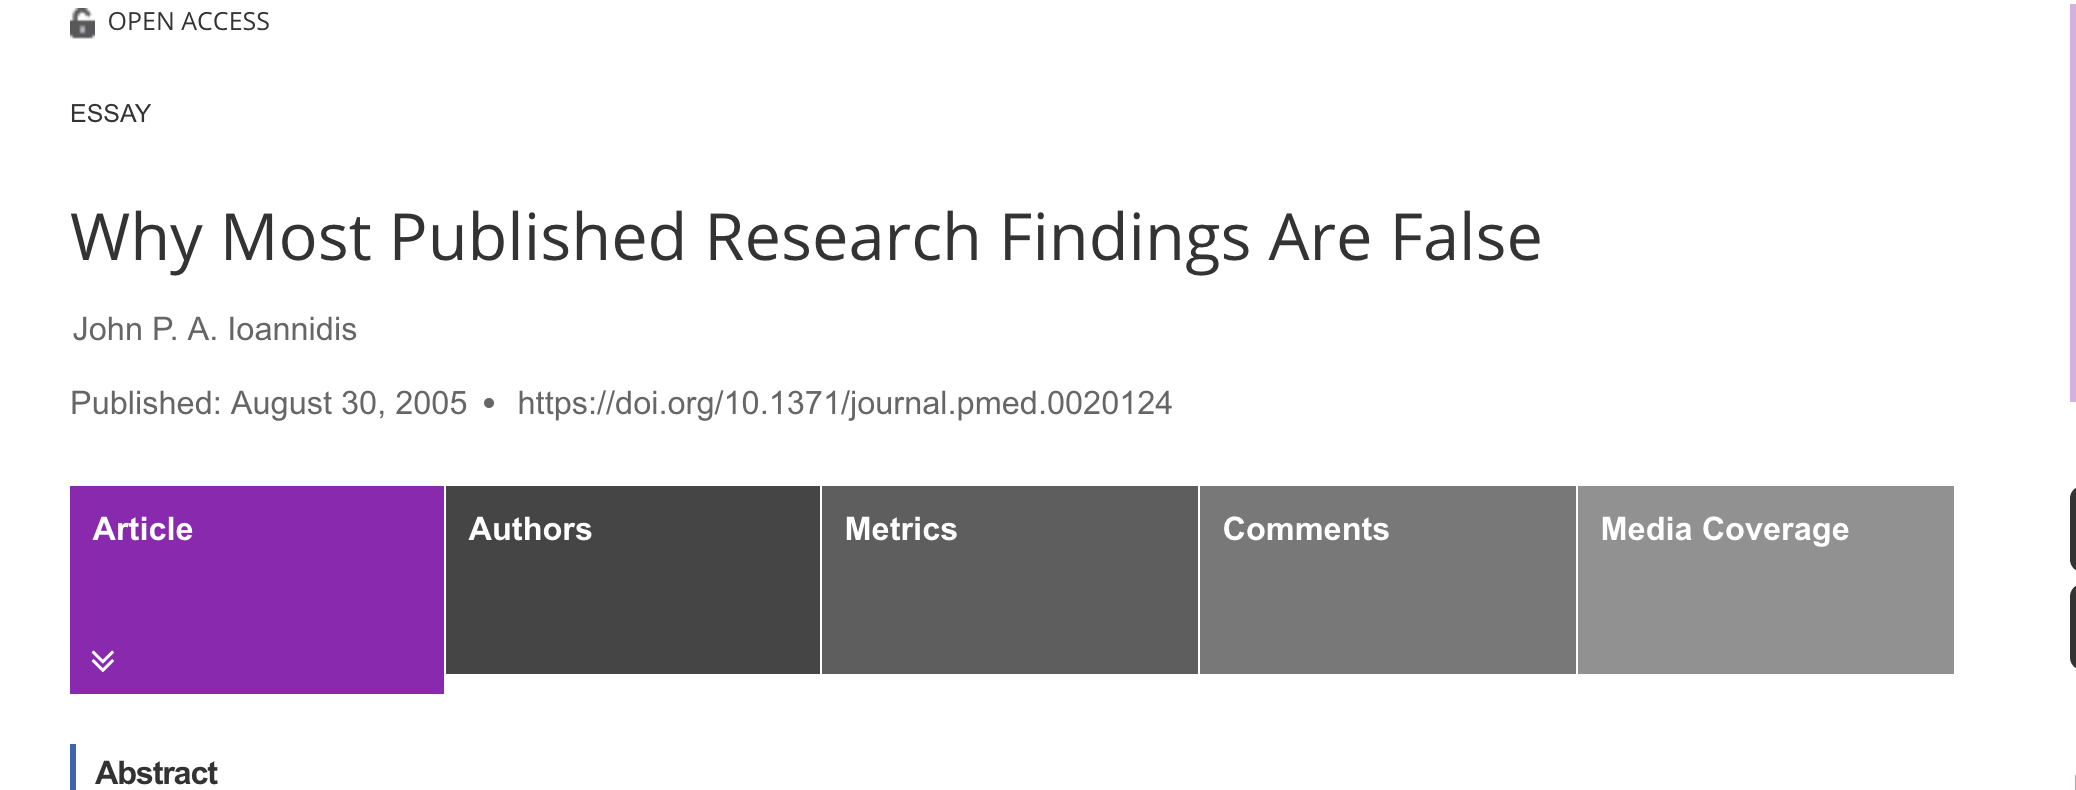 OPEN ACCESS
ESSAY
Why Most Published Research Findings Are False
John P. A. Ioannidis
Published: August 30, 2005 • https://doi.org/10.1371/journal.pmed.0020124
Article Authors Metrics Comments Media Coverage
Abstract